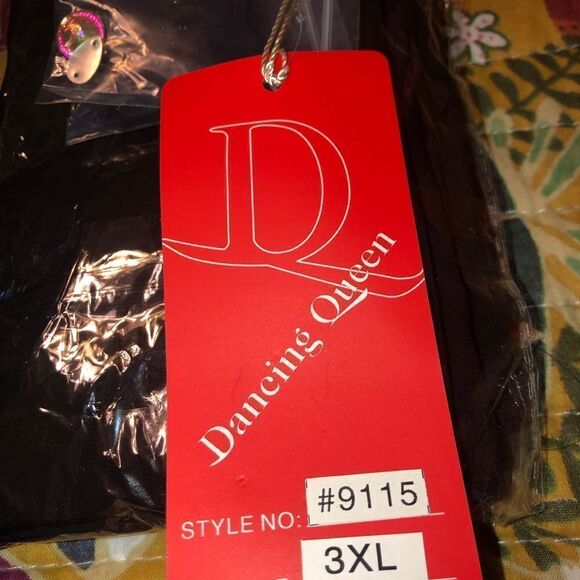 D
Dancing Queen
STYLE NO: #9115
3XL